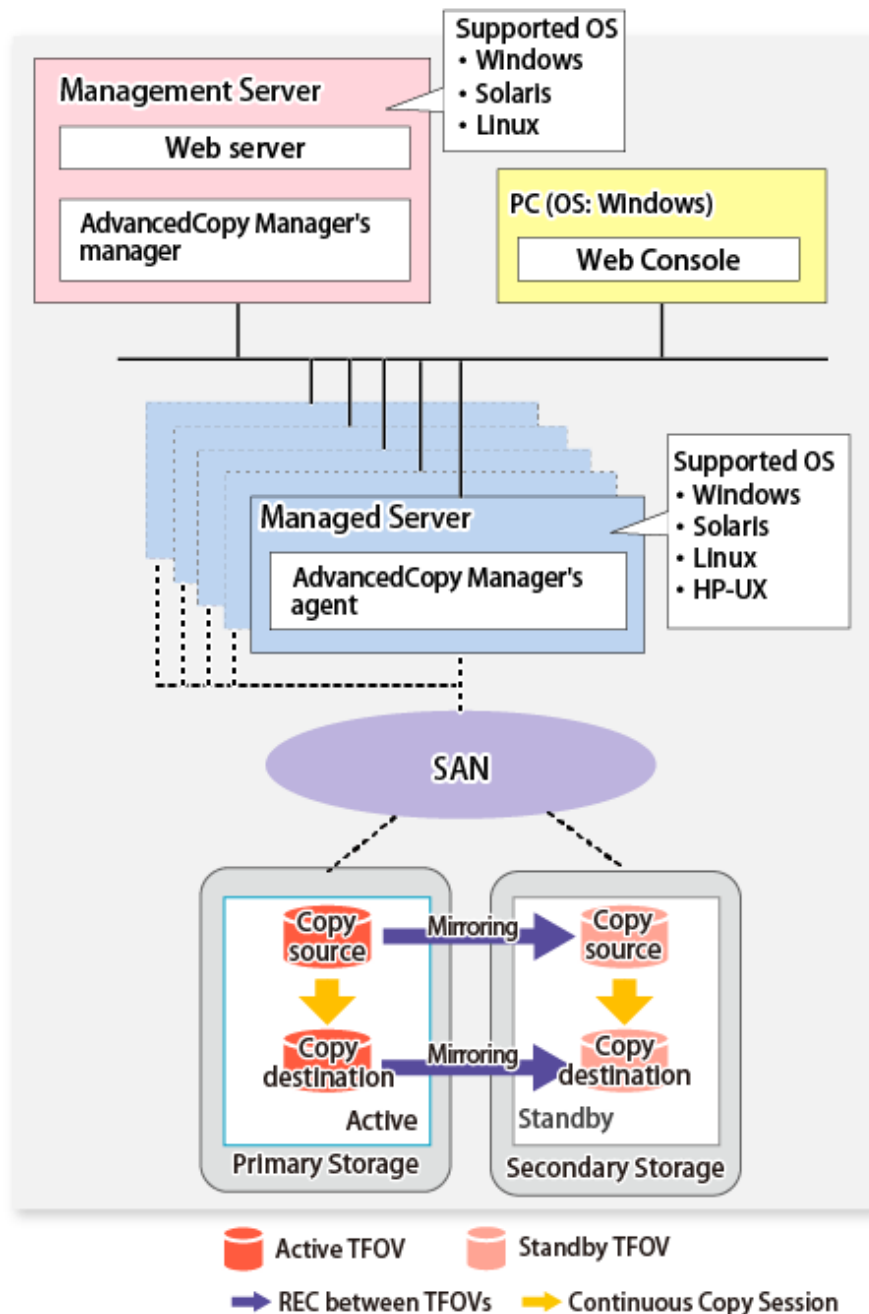 Supported OS
• Windows
• Solaris
• Linux
Management Server
Web server
AdvancedCopy Manager's
manager
PC (OS: Windows)
Web Console
Supported OS
• Windows
• Solaris
• Linux
• HP-UX
Managed Server
AdvancedCopy Manager's
agent
SAN
Copy
source
Mirroring
Copy
source
Copy
destination
Mirroring
Copy
destination
Active
Standby
Primary Storage
Secondary Storage
Active TFOV
Standby TFOV
REC between TFOVs
Continuous Copy Session